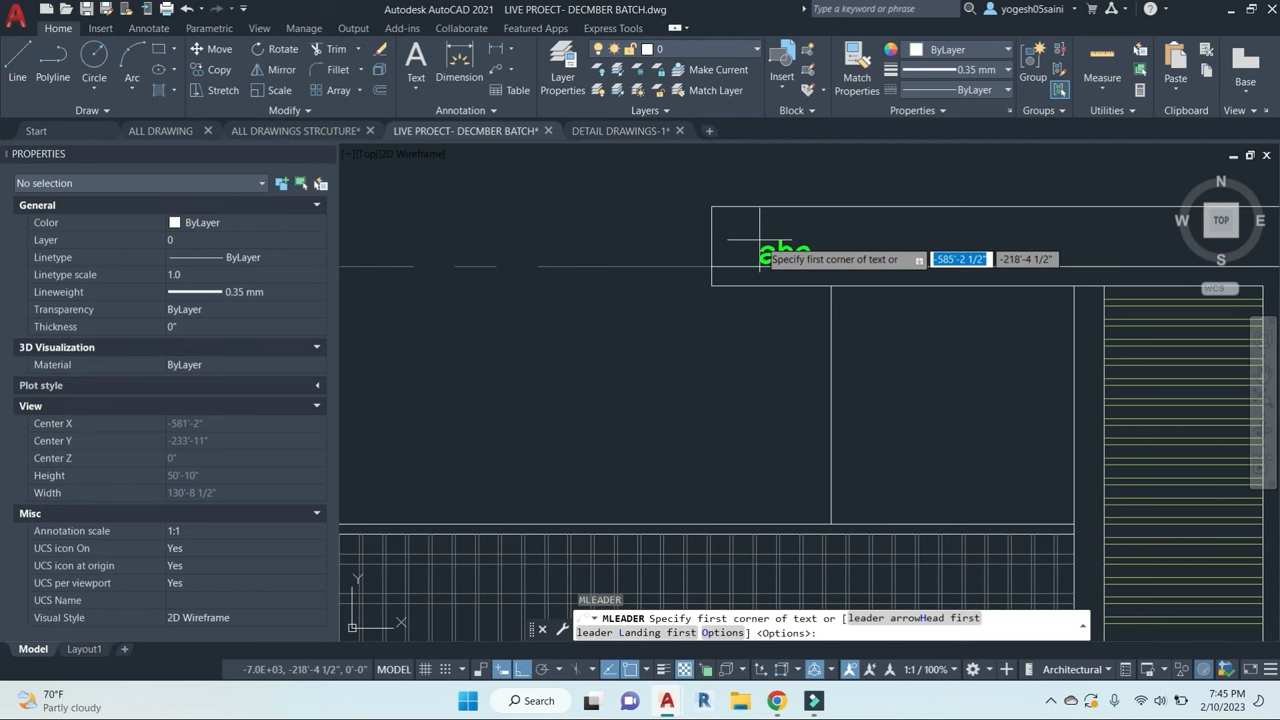 Autodesk AutoCAD 2021 LIVE PROECT- DECMBER BATCH.dwg
Type a keyword or phrase
yogesh05saini
Home Insert Annotate Parametric View Manage Output Add-ins Collaborate Express Tools Featured Apps
Line
Polyline
Circle
Arc
Draw
Move Rotate Trim
Copy Mirror Fillet
Stretch Scale Array
Modify
Text
Dimension
Table
Annotation
Layer
Properties
0
Make Current
Match Layer
Layers
Insert
Block
Match
Properties
ByLayer
0.35 mm
ByLayer
Properties
Group
Groups
Measure
Utilities
Paste
Clipboard
Base
View
Start ALL DRAWING ALL DRAWINGS STRCUTURE* LIVE PROECT- DECMBER BATCH* DETAIL DRAWINGS-1*
PROPERTIES
No selection
General
Color ByLayer
Layer 0
Linetype ByLayer
Linetype scale 1.0
Lineweight 0.35 mm
Transparency ByLayer
Thickness 0"
3D Visualization
Material ByLayer
Plot style
View
Center X -581'-2"
Center Y -233'-11"
Center Z 0"
Height 50'-10"
Width 130'-8 1/2"
Misc
Annotation scale 1:1
UCS icon On Yes
UCS icon at origin Yes
UCS per viewport Yes
UCS Name
Visual Style 2D Wireframe
[−][Top][2D Wireframe]
N
W TOP E
S
WCS
abc
Specify first corner of text or -585'-2 1/2" -218'-4 1/2"
Y
X
MLEADER
MLEADER Specify first corner of text or [leader arrowHead first
leader Landing first Options] <Options>:
Model Layout1
-7.0E+03, -218'-4 1/2", 0'-0" MODEL 1:1 / 100% Architectural
70°F
Partly cloudy
Search
7:45 PM
2/10/2023